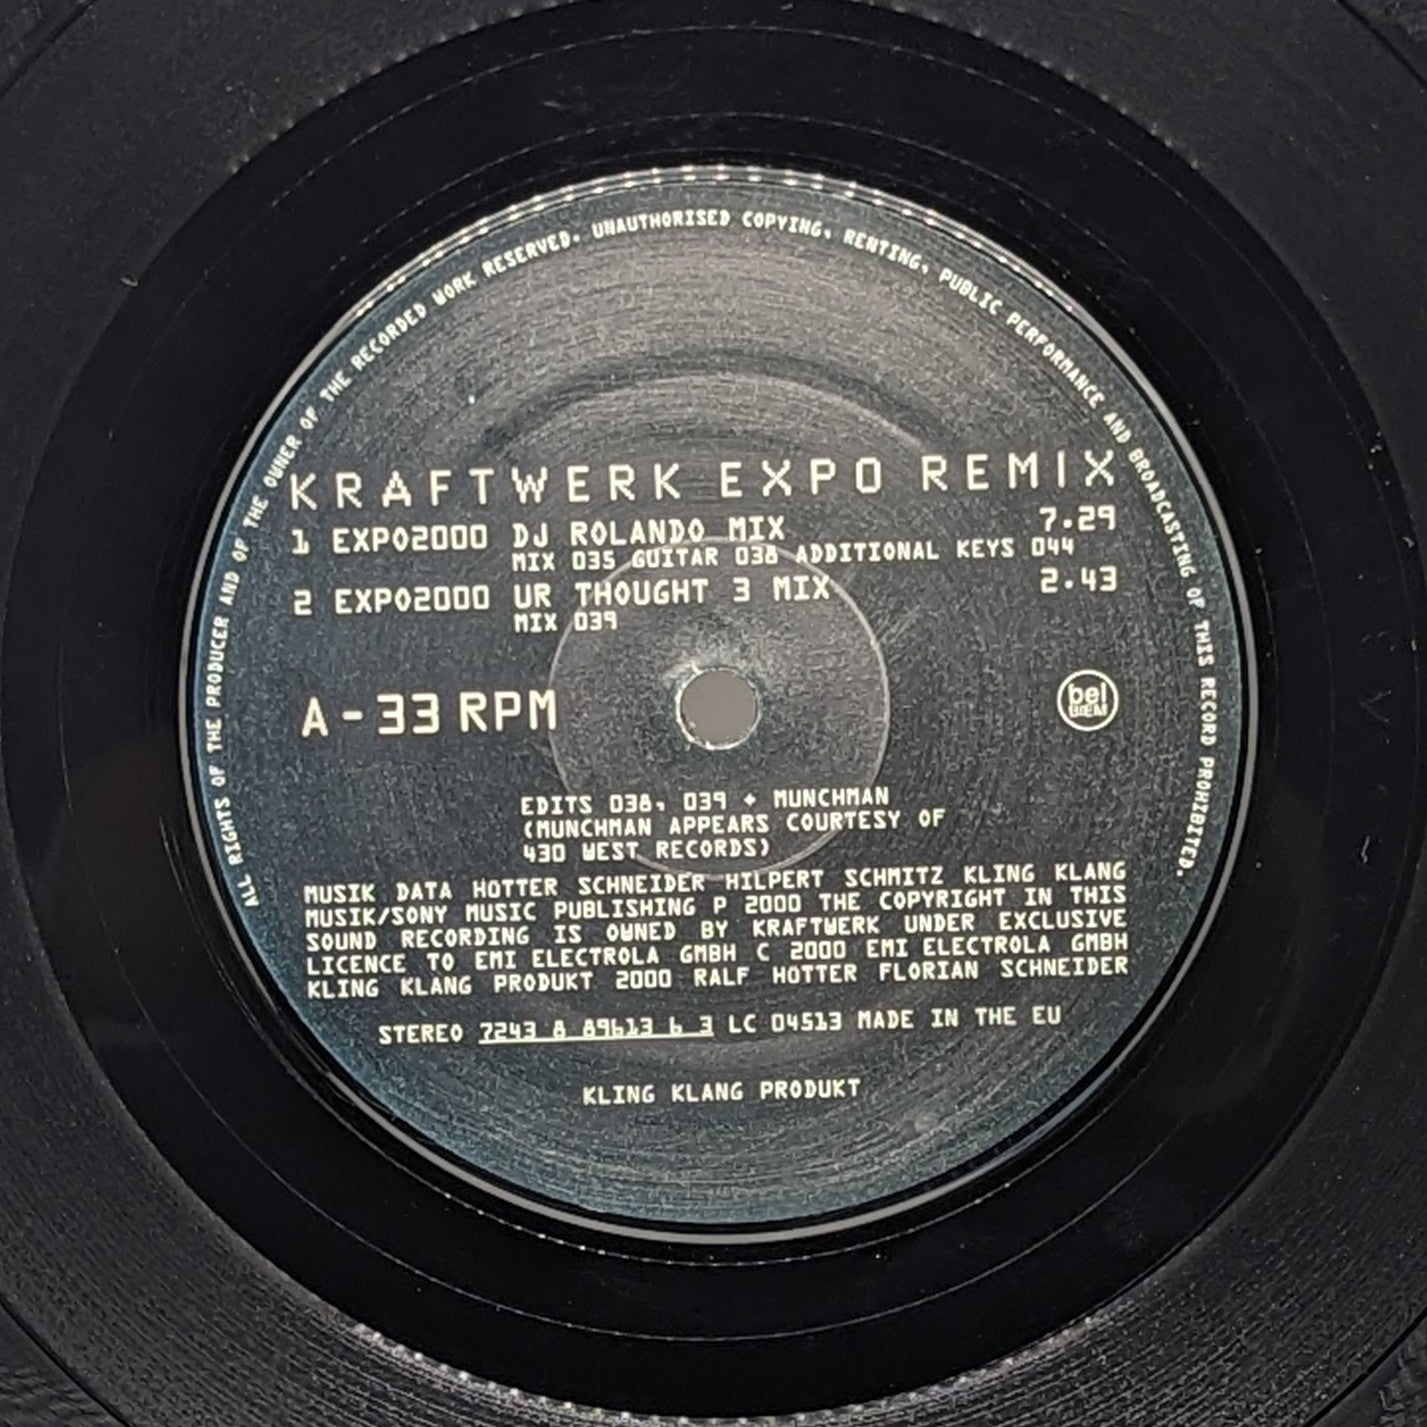 ALL RIGHTS OF THE PRODUCER AND OF THE OWNER OF THE RECORDED WORK RESERVED. UNAUTHORISED COPYING, RENTING, PUBLIC PERFORMANCE AND BROADCASTING OF THIS RECORD PROHIBITED.
KRAFTWERK EXPO REMIX
1 EXPO2000 DJ ROLANDO MIX 7.29
MIX 035 GUITAR 038 ADDITIONAL KEYS 044
2 EXPO2000 UR THOUGHT 3 MIX 2.43
MIX 039
A-33 RPM
bel
BIEM
EDITS 038, 039 + MUNCHMAN
(MUNCHMAN APPEARS COURTESY OF
430 WEST RECORDS)
MUSIK DATA HOTTER SCHNEIDER HILPERT SCHMITZ KLING KLANG
MUSIK/SONY MUSIC PUBLISHING P 2000 THE COPYRIGHT IN THIS
SOUND RECORDING IS OWNED BY KRAFTWERK UNDER EXCLUSIVE
LICENCE TO EMI ELECTROLA GMBH C 2000 EMI ELECTROLA GMBH
KLING KLANG PRODUKT 2000 RALF HOTTER FLORIAN SCHNEIDER
STEREO 7243 8 89613 6 3 LC 04513 MADE IN THE EU
KLING KLANG PRODUKT